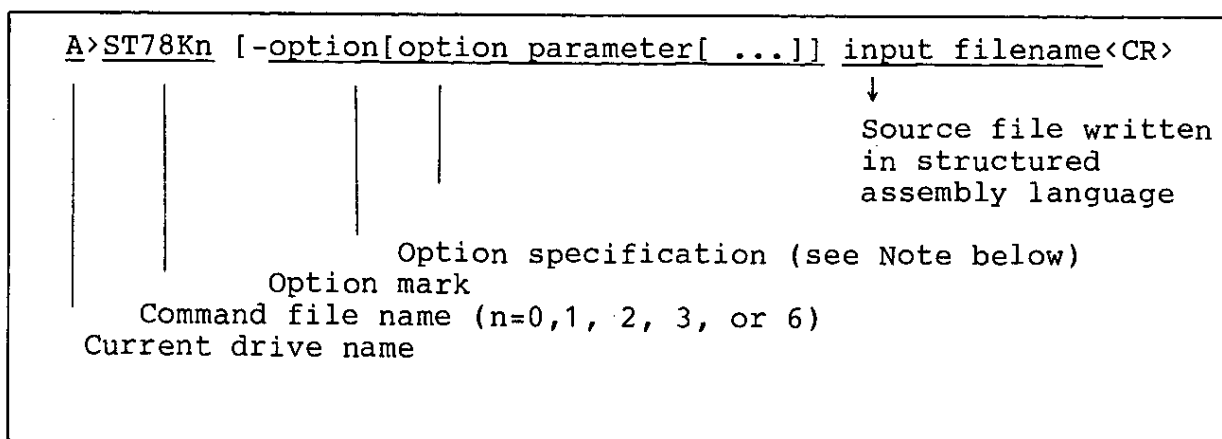 A>ST78Kn [-option[option parameter[ ...]] input filename<CR>
↓
Source file written
in structured
assembly language
Option specification (see Note below)
Option mark
Command file name (n=0,1, 2, 3, or 6)
Current drive name